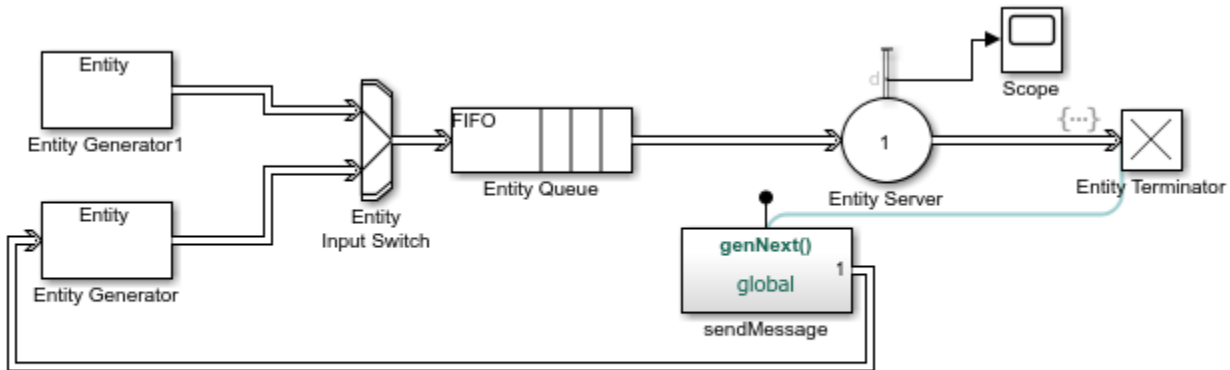 Entity
Entity Generator1
Entity
Entity Generator
Entity
Input Switch
FIFO
Entity Queue
d
1
Entity Server
Scope
{...}
Entity Terminator
genNext()
1
global
sendMessage